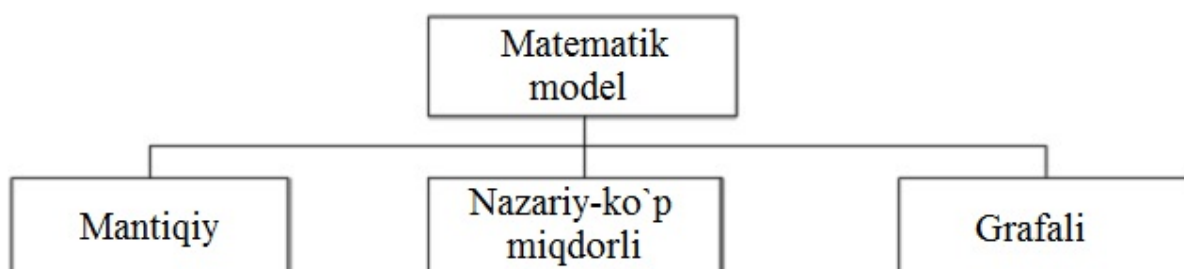 Matematik
model
Mantiqiy
Nazariy-ko`p
miqdorli
Grafali